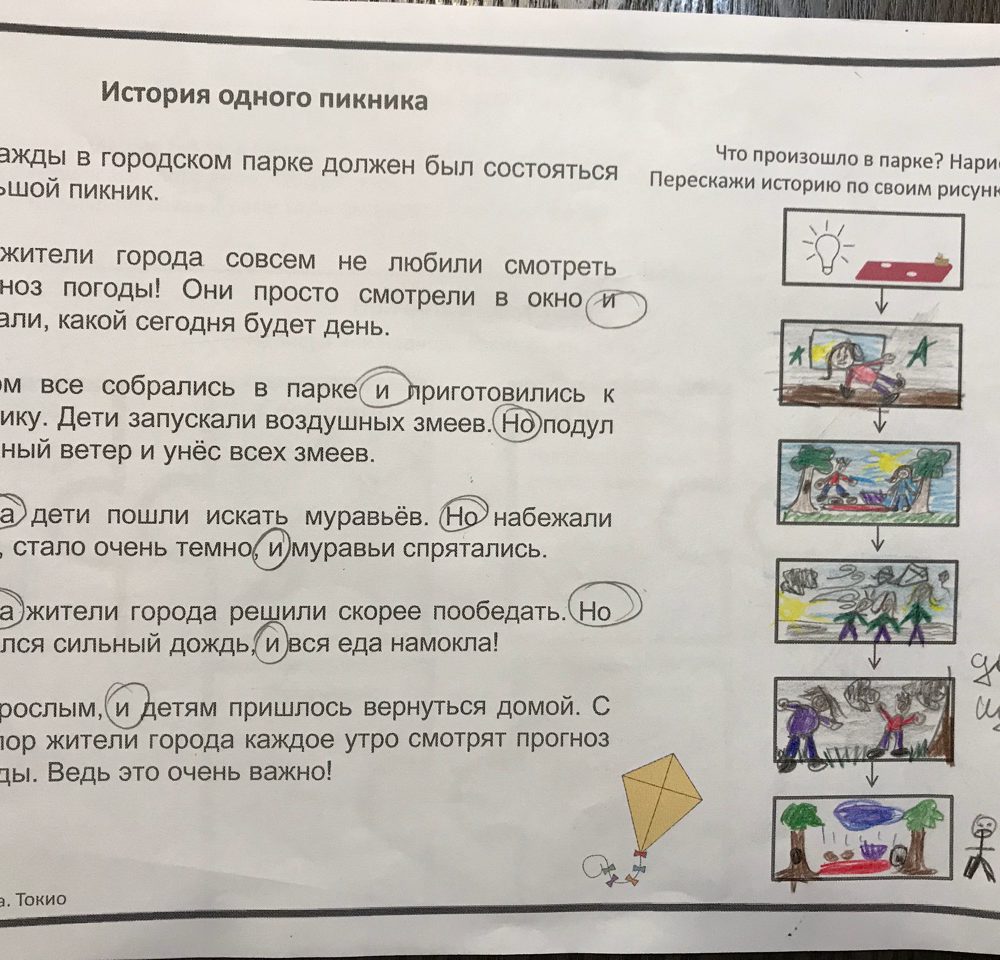 История одного пикника
ажды в городском парке должен был состояться
ьшой пикник.
жители города совсем не любили смотреть
ноз погоды! Они просто смотрели в окно и
али, какой сегодня будет день.
ом все собрались в парке и приготовились к
ику. Дети запускали воздушных змеев. Но подул
ный ветер и унёс всех змеев.
а дети пошли искать муравьёв. Но набежали
, стало очень темно, и муравьи спрятались.
а жители города решили скорее пообедать. Но
лся сильный дождь, и вся еда намокла!
рослым, и детям пришлось вернуться домой. С
пор жители города каждое утро смотрят прогноз
ды. Ведь это очень важно!
а. Токио
Что произошло в парке? Нари
Перескажи историю по своим рисунк